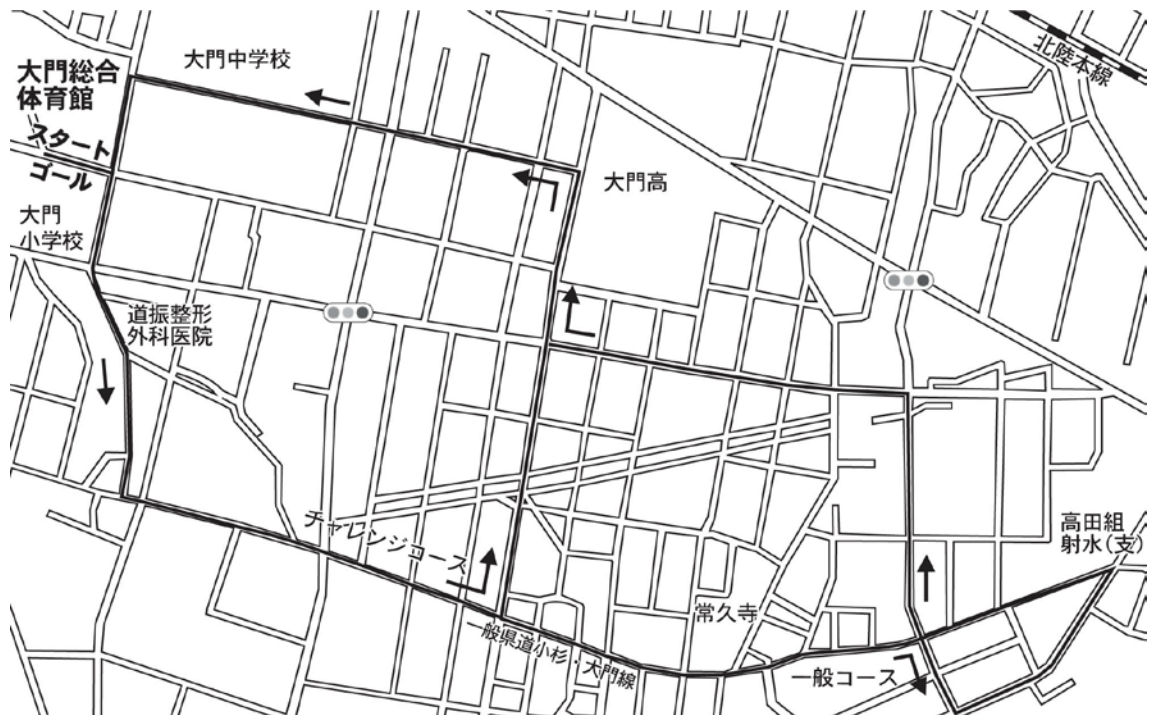 大門中学校
北陸本線
大門総合
体育館
スタート
ゴール
大門高
大門
小学校
道振整形
外科医院
チャレンジコース
高田組
射水(支)
常久寺
一般県道小杉・大門線
一般コース